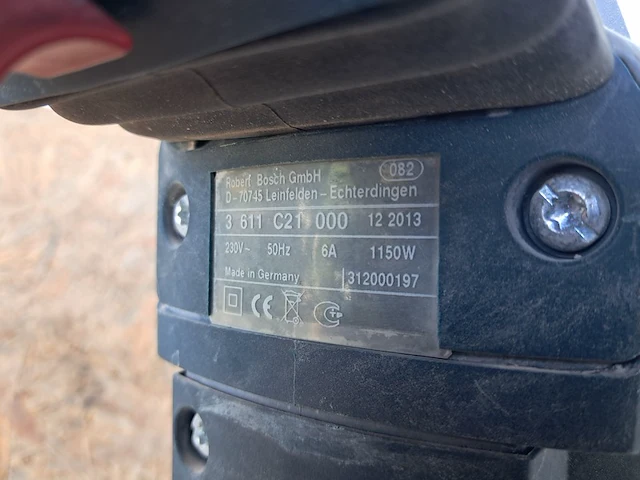 Robert Bosch GmbH 082
D-70745 Leinfelden-Echterdingen
3 611 C21 000 12 2013
230V~ 50Hz 6A 1150W
Made in Germany 312000197
CE